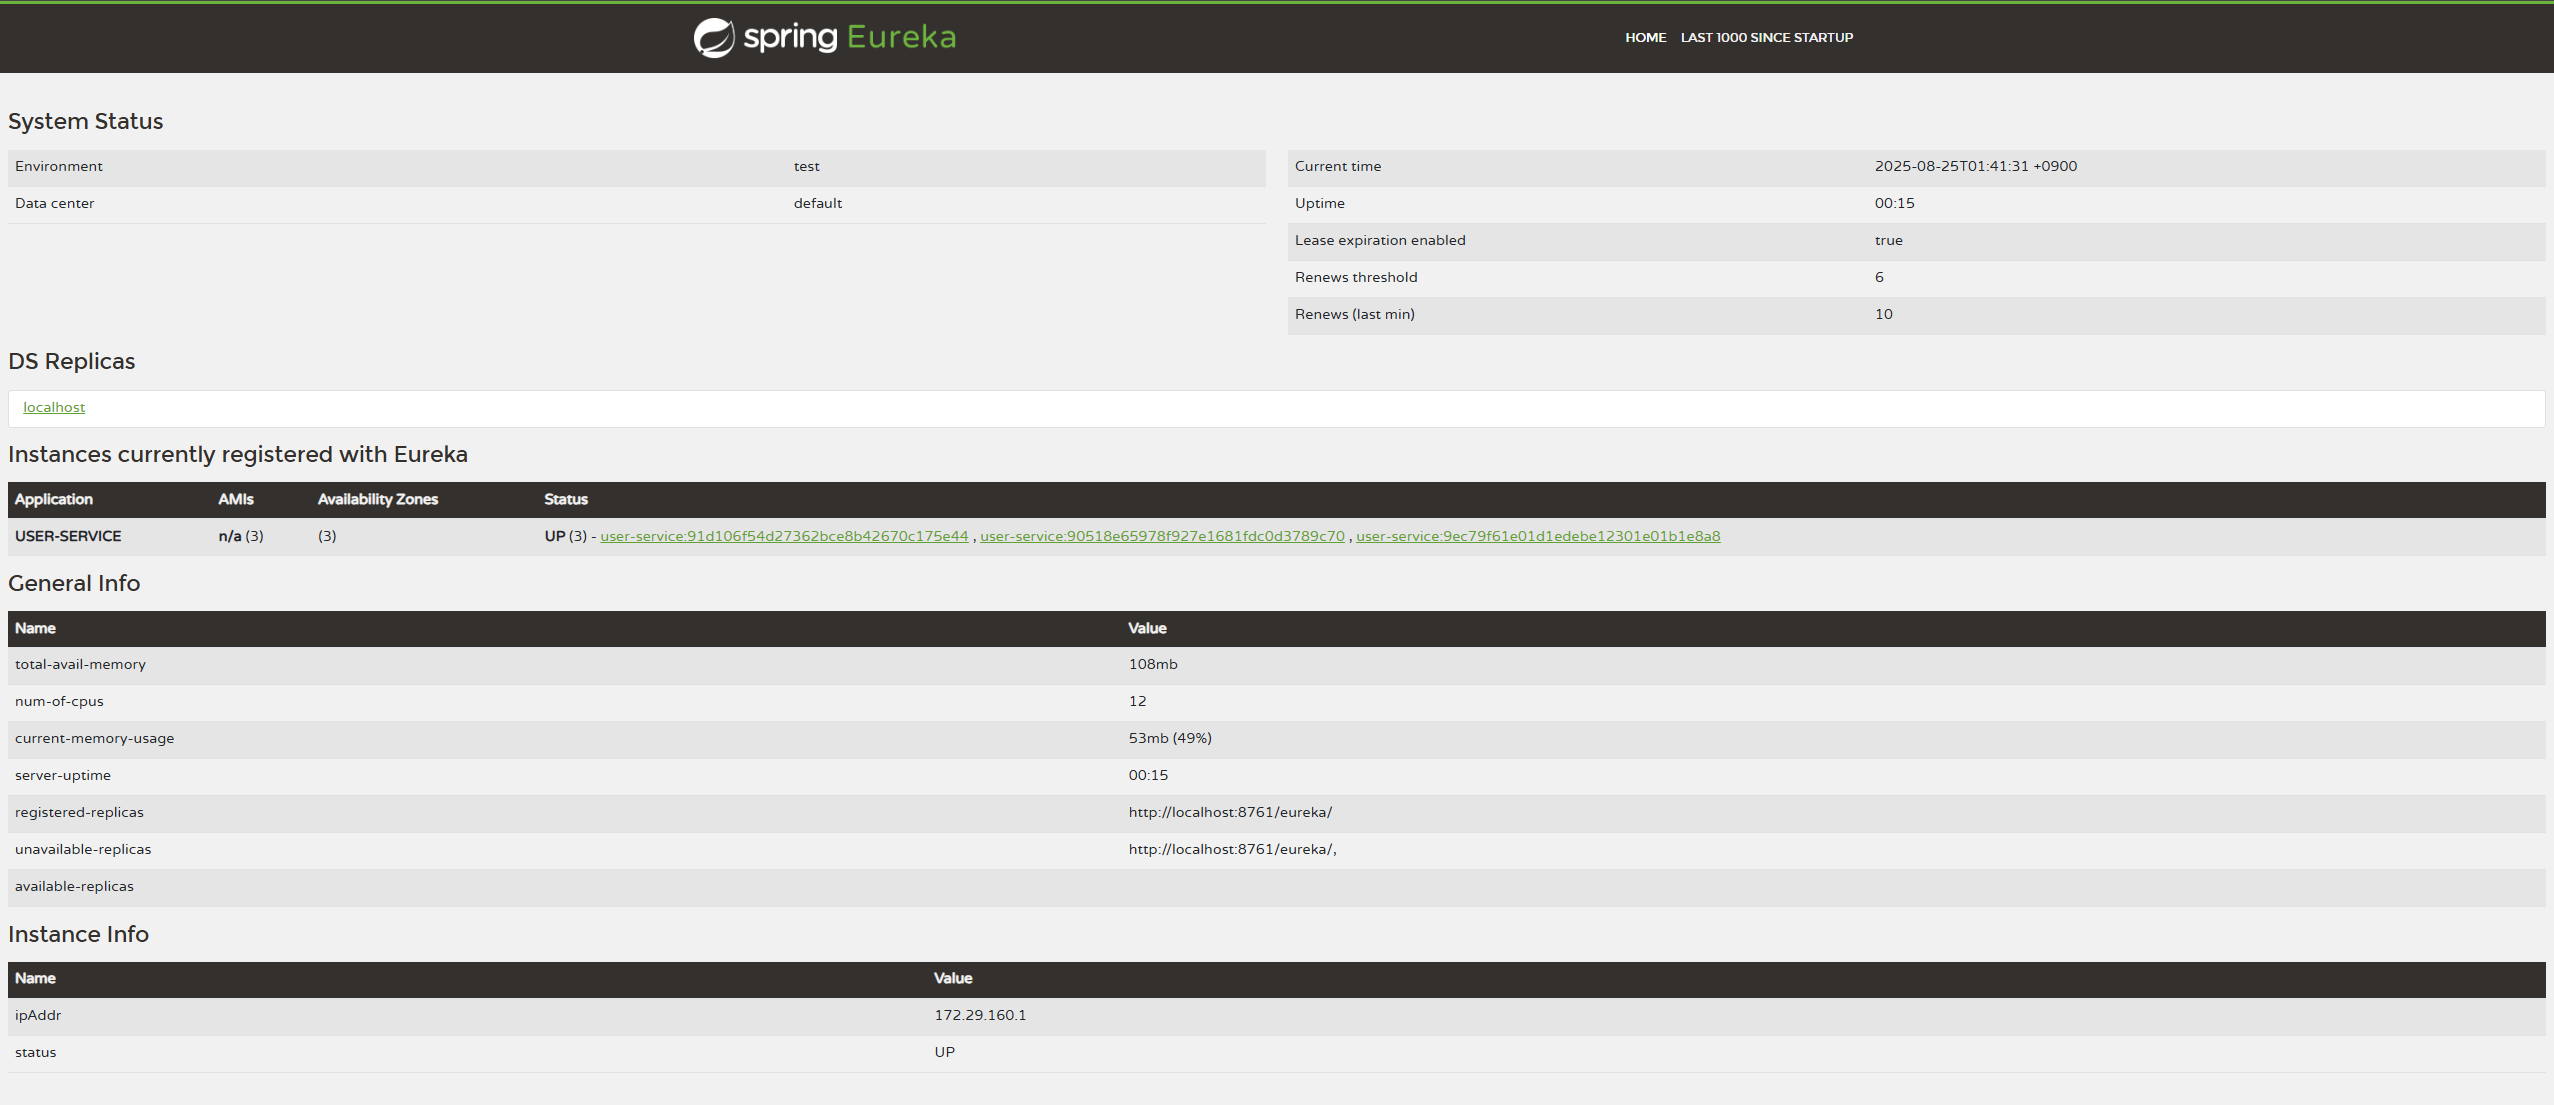 spring Eureka
HOME LAST 1000 SINCE STARTUP
System Status
Environment test
Data center default
Current time 2025-08-25T01:41:31 +0900
Uptime 00:15
Lease expiration enabled true
Renews threshold 6
Renews (last min) 10
DS Replicas
localhost
Instances currently registered with Eureka
Application AMIs Availability Zones Status
USER-SERVICE n/a (3) (3) UP (3) - user-service:91d106f54d27362bce8b42670c175e44 , user-service:90518e65978f927e1681fdc0d3789c70 , user-service:9ec79f61e01d1edebe12301e01b1e8a8
General Info
Name Value
total-avail-memory 108mb
num-of-cpus 12
current-memory-usage 53mb (49%)
server-uptime 00:15
registered-replicas http://localhost:8761/eureka/
unavailable-replicas http://localhost:8761/eureka/,
available-replicas
Instance Info
Name Value
ipAddr 172.29.160.1
status UP